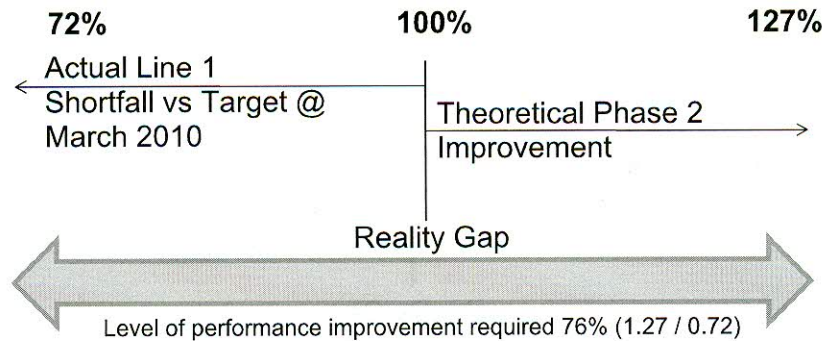 72% 100% 127%
Actual Line 1
Shortfall vs Target @
March 2010
Theoretical Phase 2
Improvement
Reality Gap
Level of performance improvement required 76% (1.27 / 0.72)